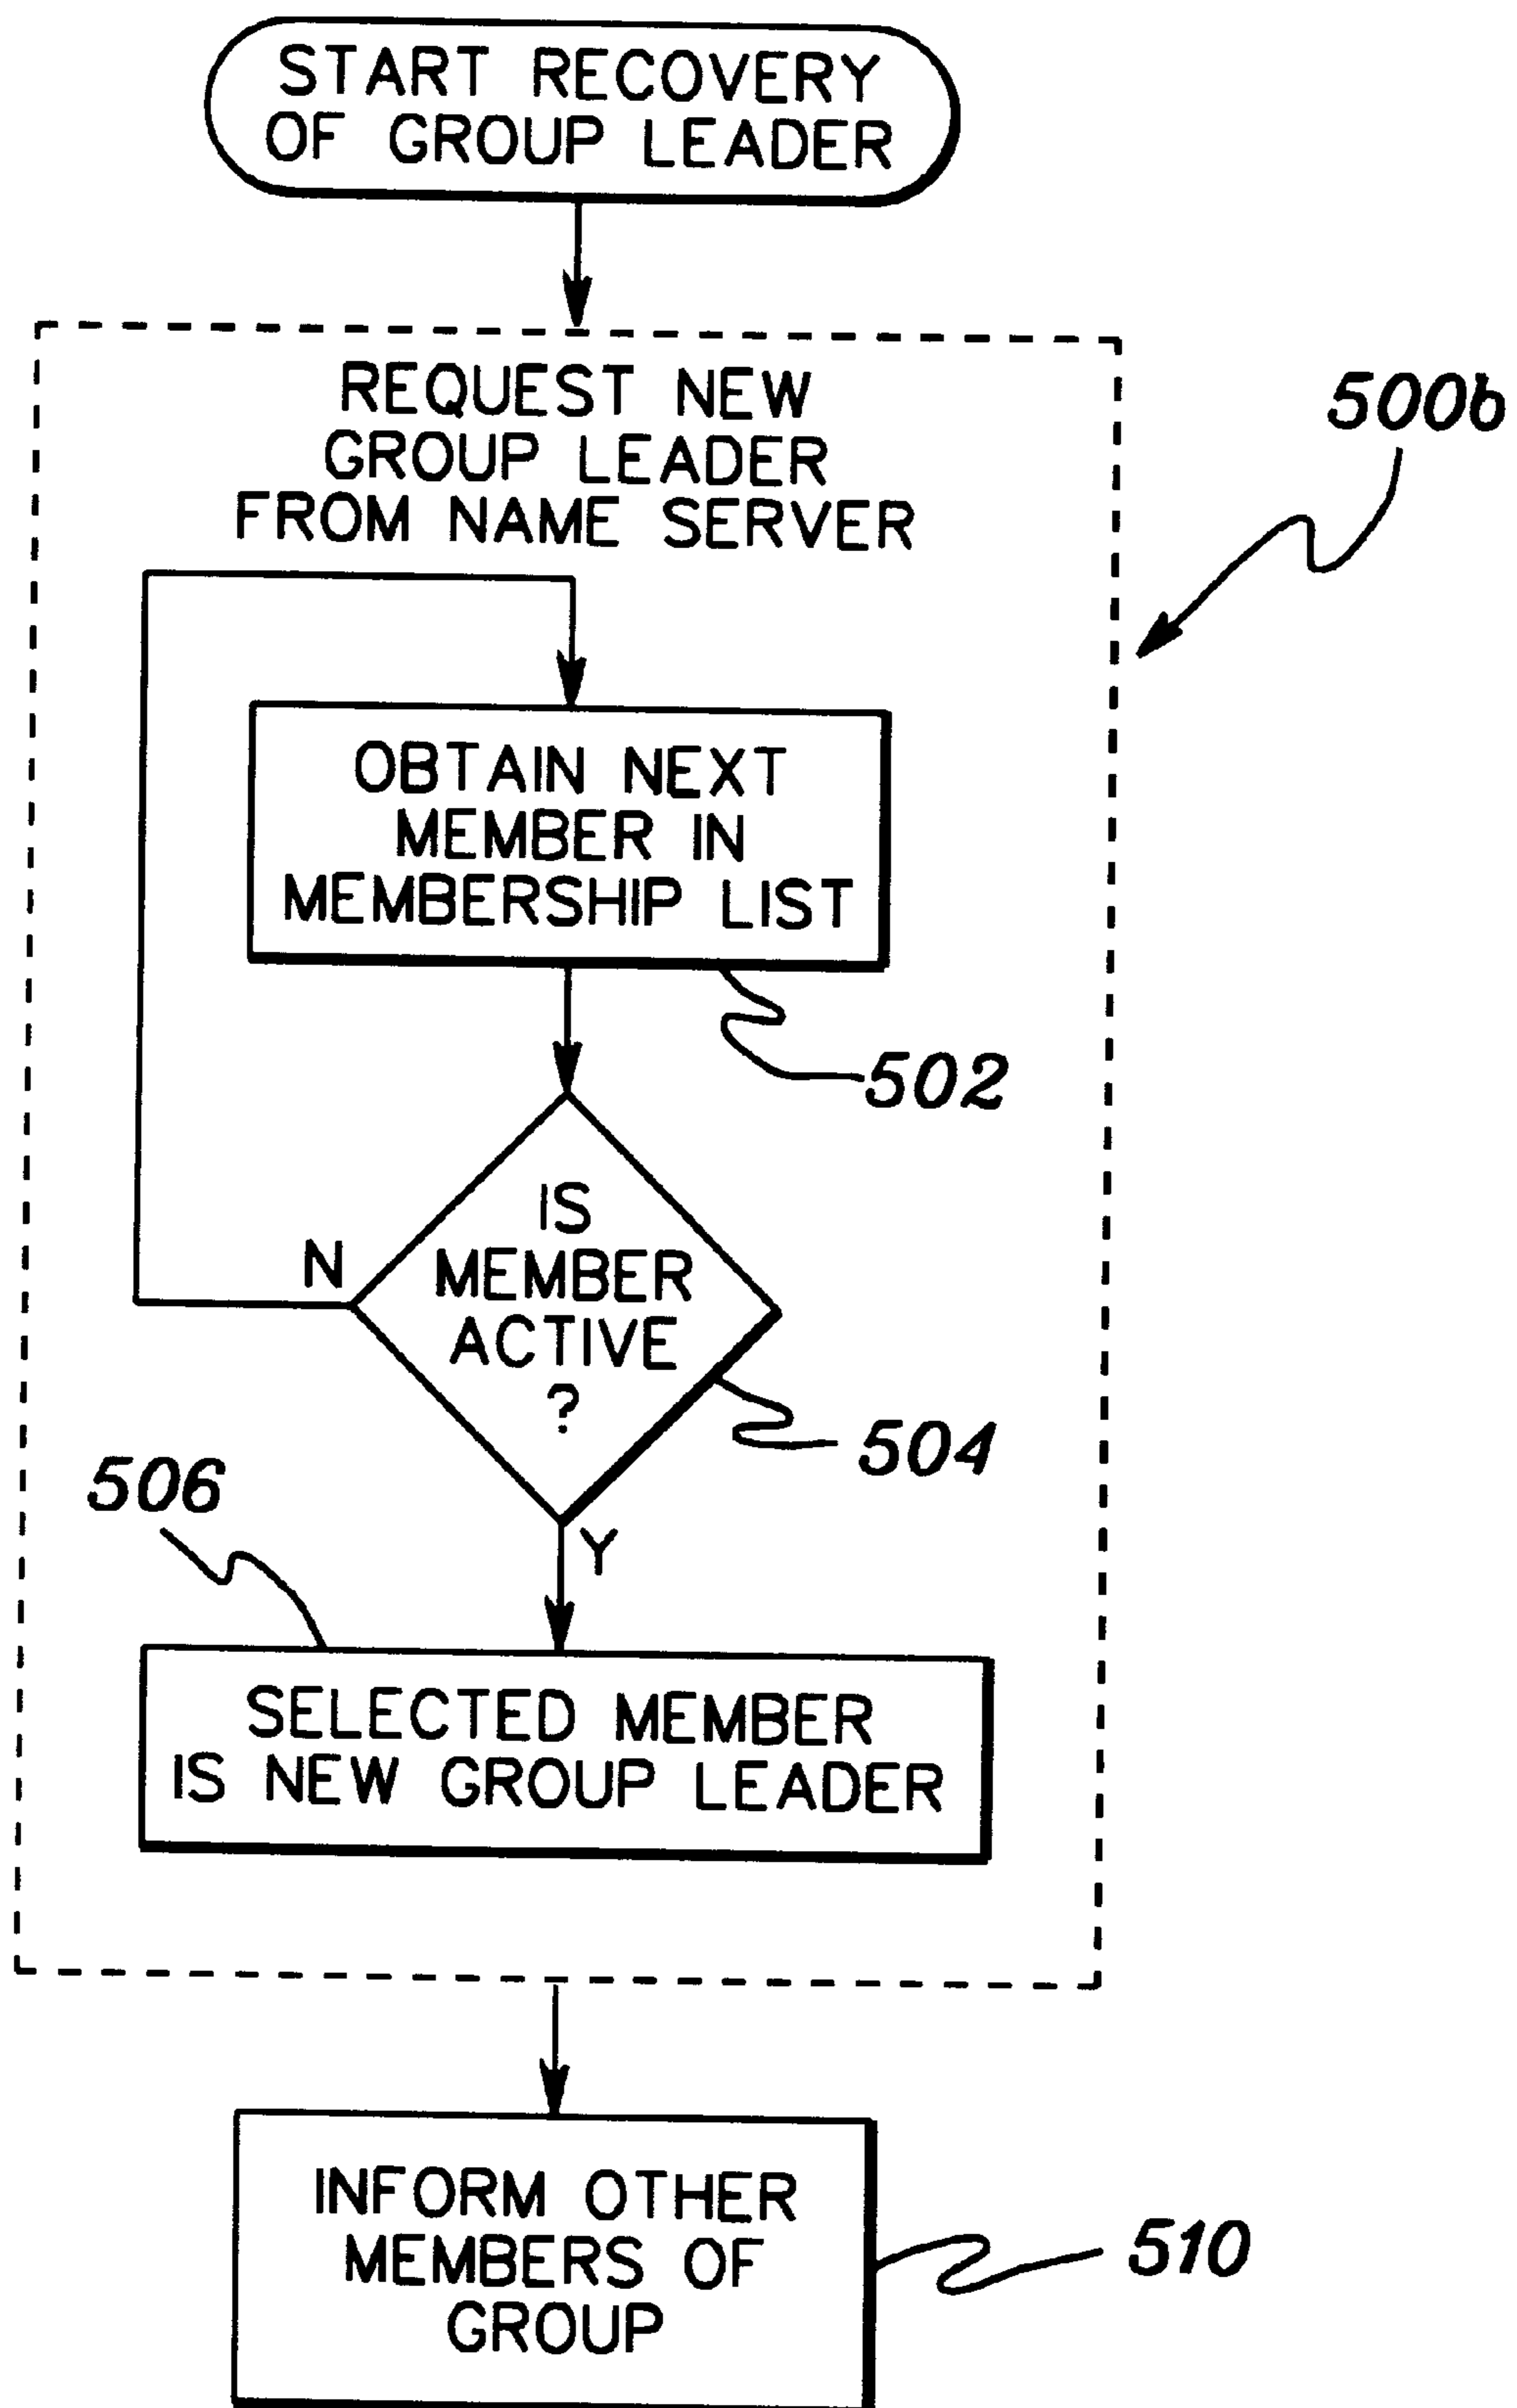 START RECOVERY
OF GROUP LEADER
REQUEST NEW
GROUP LEADER
FROM NAME SERVER
500b
OBTAIN NEXT
MEMBER IN
MEMBERSHIP LIST
502
IS
MEMBER
ACTIVE
?
N
504
506
Y
SELECTED MEMBER
IS NEW GROUP LEADER
INFORM OTHER
MEMBERS OF
GROUP
510